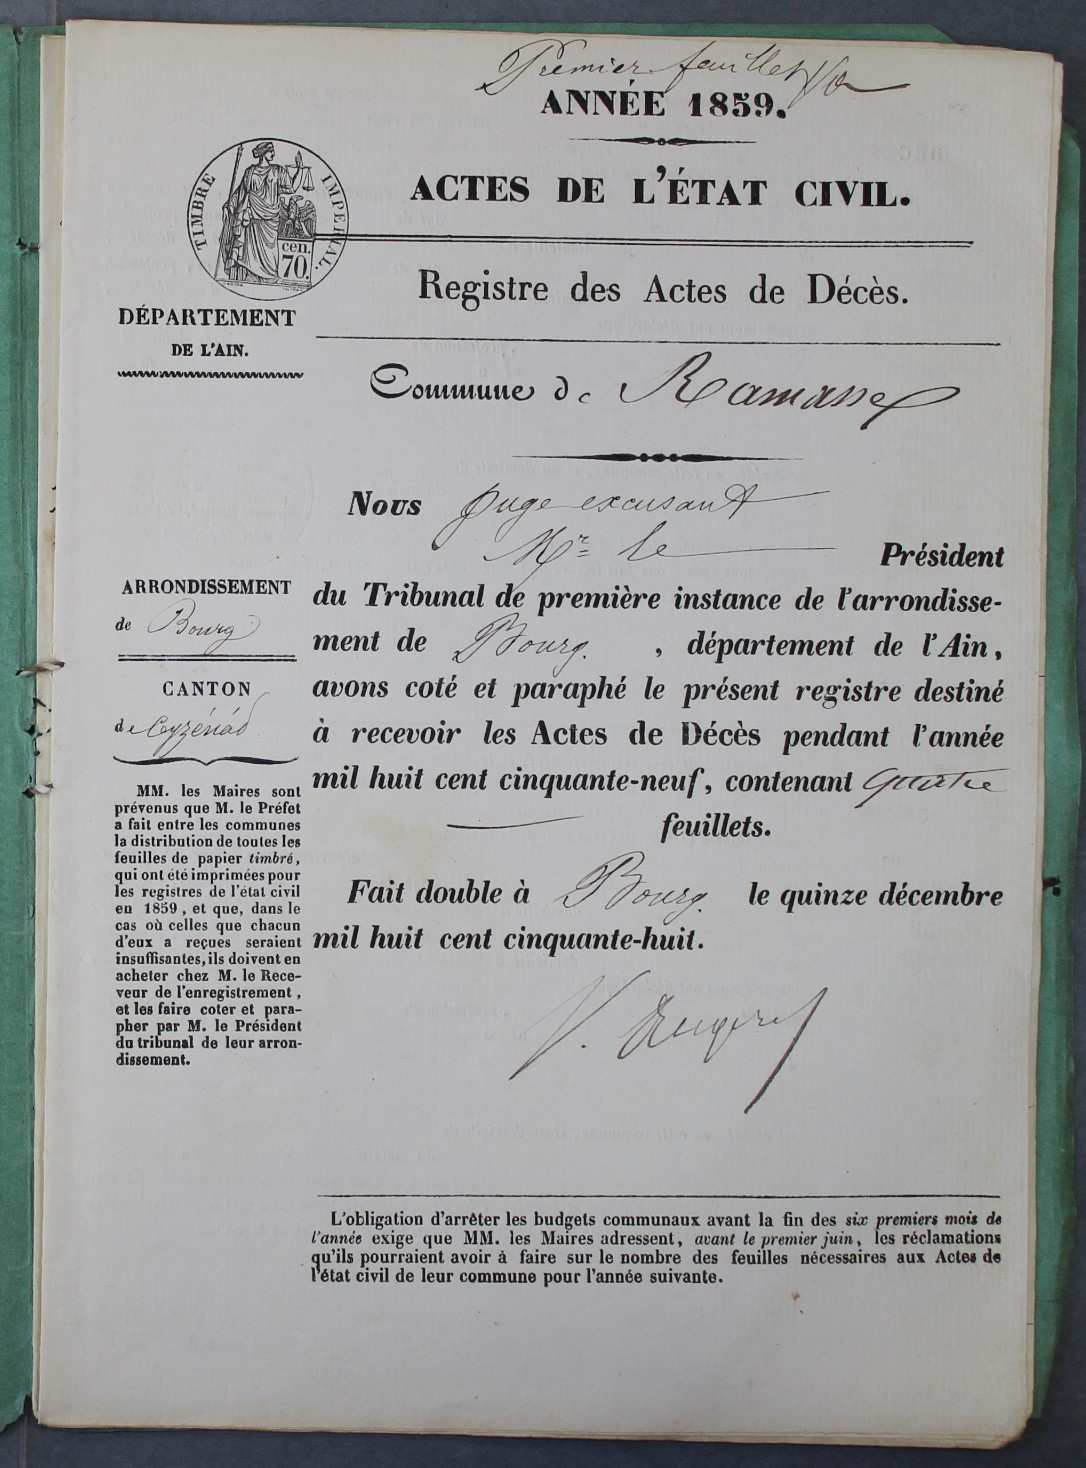 Premier feuillet
ANNÉE 1859.
ACTES DE L'ÉTAT CIVIL.
TIMBRE IMPERIAL.
cen.
70.
Registre des Actes de Décès.
DÉPARTEMENT
DE L'AIN.
Commune de Ramasse
Nous Juge excusant
Mr le Président
du Tribunal de première instance de l'arrondisse-
ment de Bourg. , département de l'Ain,
avons coté et paraphé le présent registre destiné
à recevoir les Actes de Décès pendant l'année
mil huit cent cinquante-neuf, contenant quatre
feuillets.
Fait double à Bourg. le quinze décembre
mil huit cent cinquante-huit.
ARRONDISSEMENT
de Bourg
CANTON
de Ceyzériat
MM. les Maires sont
prévenus que M. le Préfet
a fait entre les communes
la distribution de toutes les
feuilles de papier timbré,
qui ont été imprimées pour
les registres de l'état civil
en 1859, et que, dans le
cas où celles que chacun
d'eux a reçues seraient
insuffisantes, ils doivent en
acheter chez M. le Rece-
veur de l'enregistrement,
et les faire coter et para-
pher par M. le Président
du tribunal de leur arron-
dissement.
L'obligation d'arrêter les budgets communaux avant la fin des six premiers mois de
l'année exige que MM. les Maires adressent, avant le premier juin, les réclamations
qu'ils pourraient avoir à faire sur le nombre des feuilles nécessaires aux Actes de
l'état civil de leur commune pour l'année suivante.